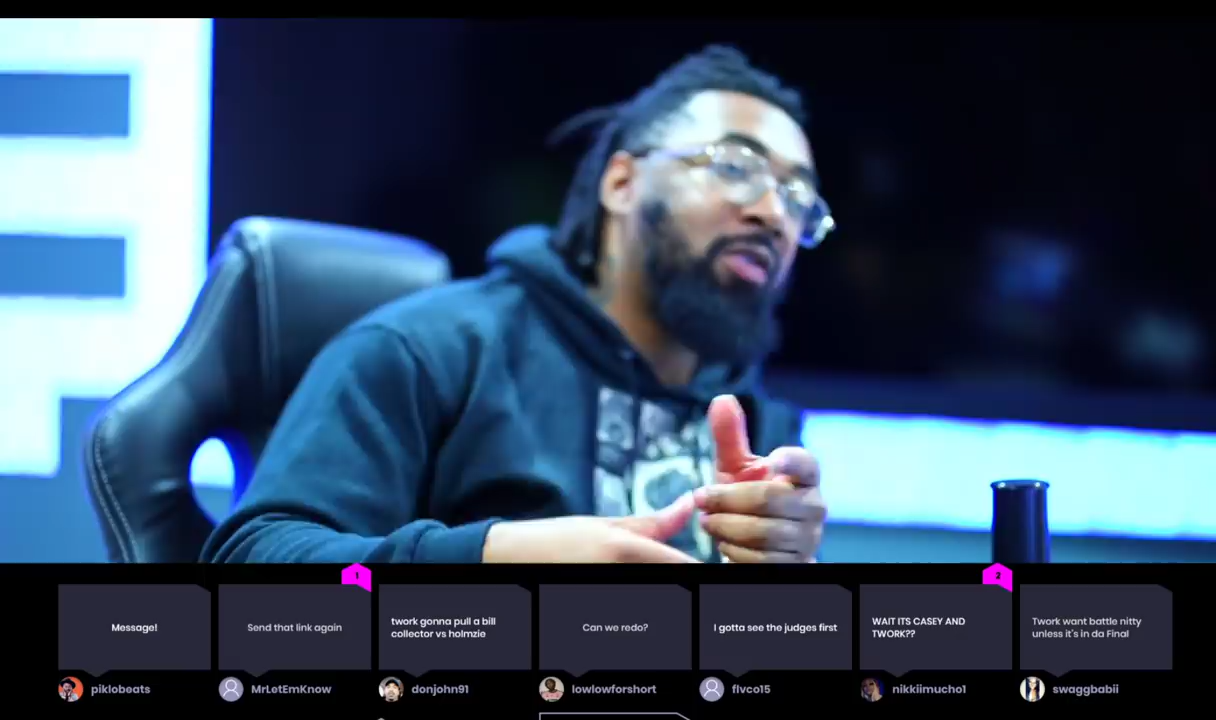 1
2
Message!
Send that link again
twork gonna pull a bill
collector vs holmzie
Can we redo?
I gotta see the judges first
WAIT ITS CASEY AND
TWORK??
Twork want battle nitty
unless it's in da Final
piklobeats
MrLetEmKnow
donjohn91
lowlowforshort
flvco15
nikkiimucho1
swaggbabii